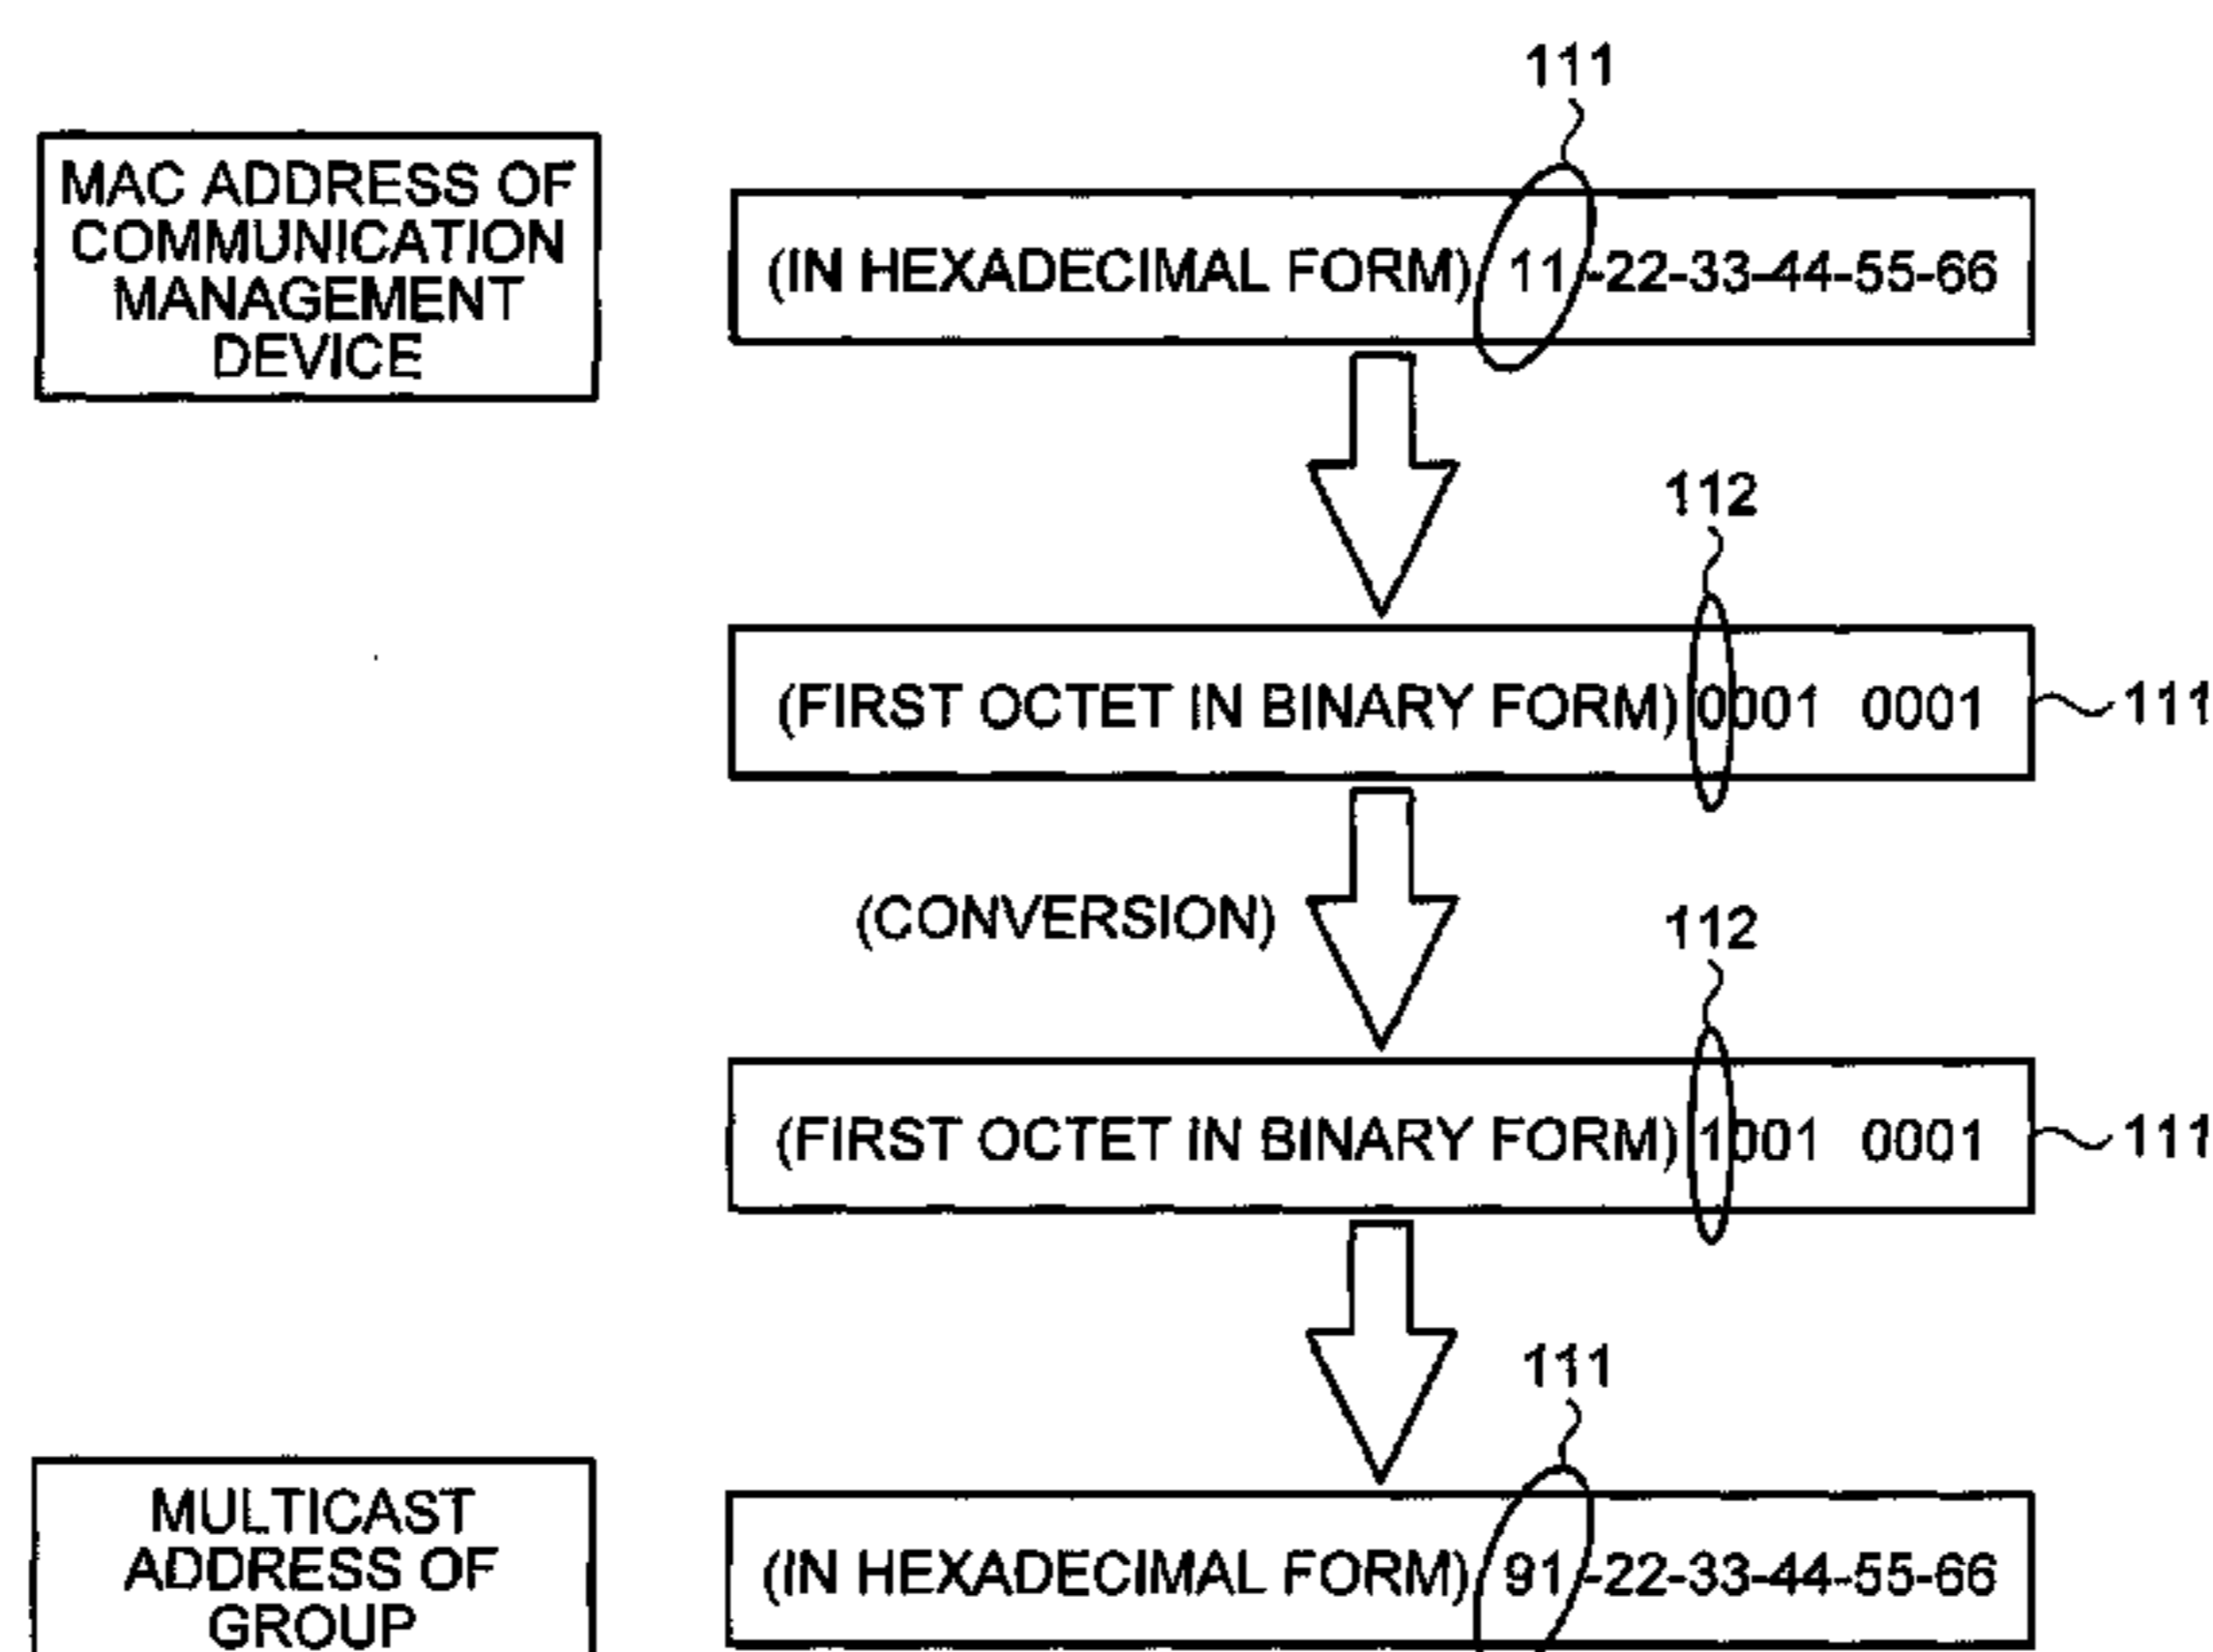 111
MAC ADDRESS OF
COMMUNICATION
MANAGEMENT
DEVICE
(IN HEXADECIMAL FORM) 11-22-33-44-55-66
112
(FIRST OCTET IN BINARY FORM) 0001 0001
111
(CONVERSION)
112
(FIRST OCTET IN BINARY FORM) 1001 0001
111
111
MULTICAST
ADDRESS OF
GROUP
(IN HEXADECIMAL FORM) 91-22-33-44-55-66